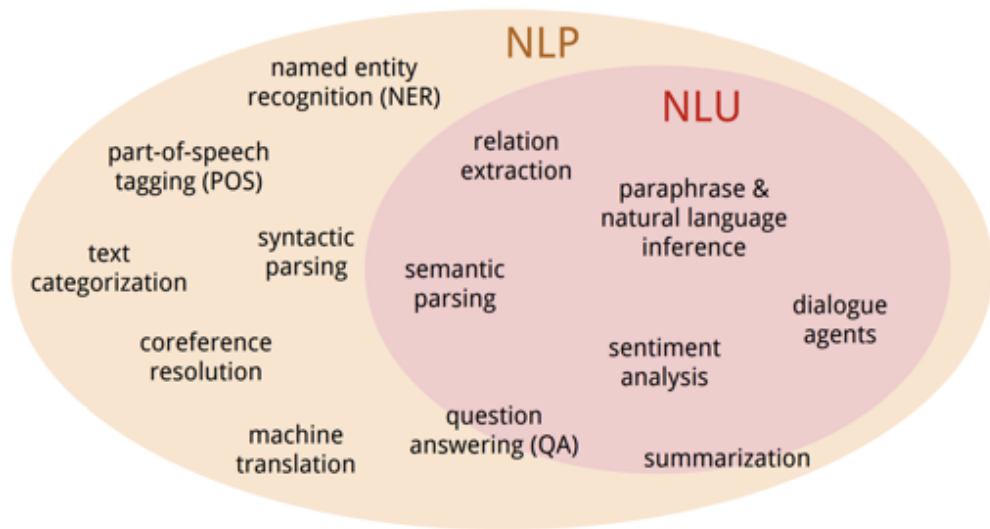 NLP
named entity
recognition (NER)
NLU
relation
extraction
part-of-speech
tagging (POS)
paraphrase &
natural language
inference
syntactic
parsing
text
categorization
semantic
parsing
dialogue
agents
coreference
resolution
sentiment
analysis
question
answering (QA)
machine
translation
summarization